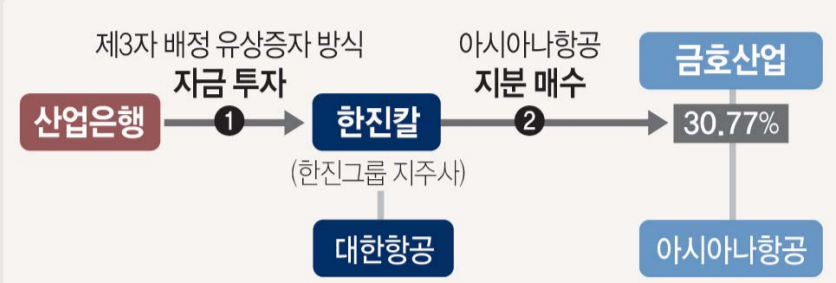 제3자 배정 유상증자 방식
자금 투자
아시아나항공
지분 매수
금호산업
산업은행
❶
한진칼
❷
30.77%
(한진그룹 지주사)
대한항공
아시아나항공